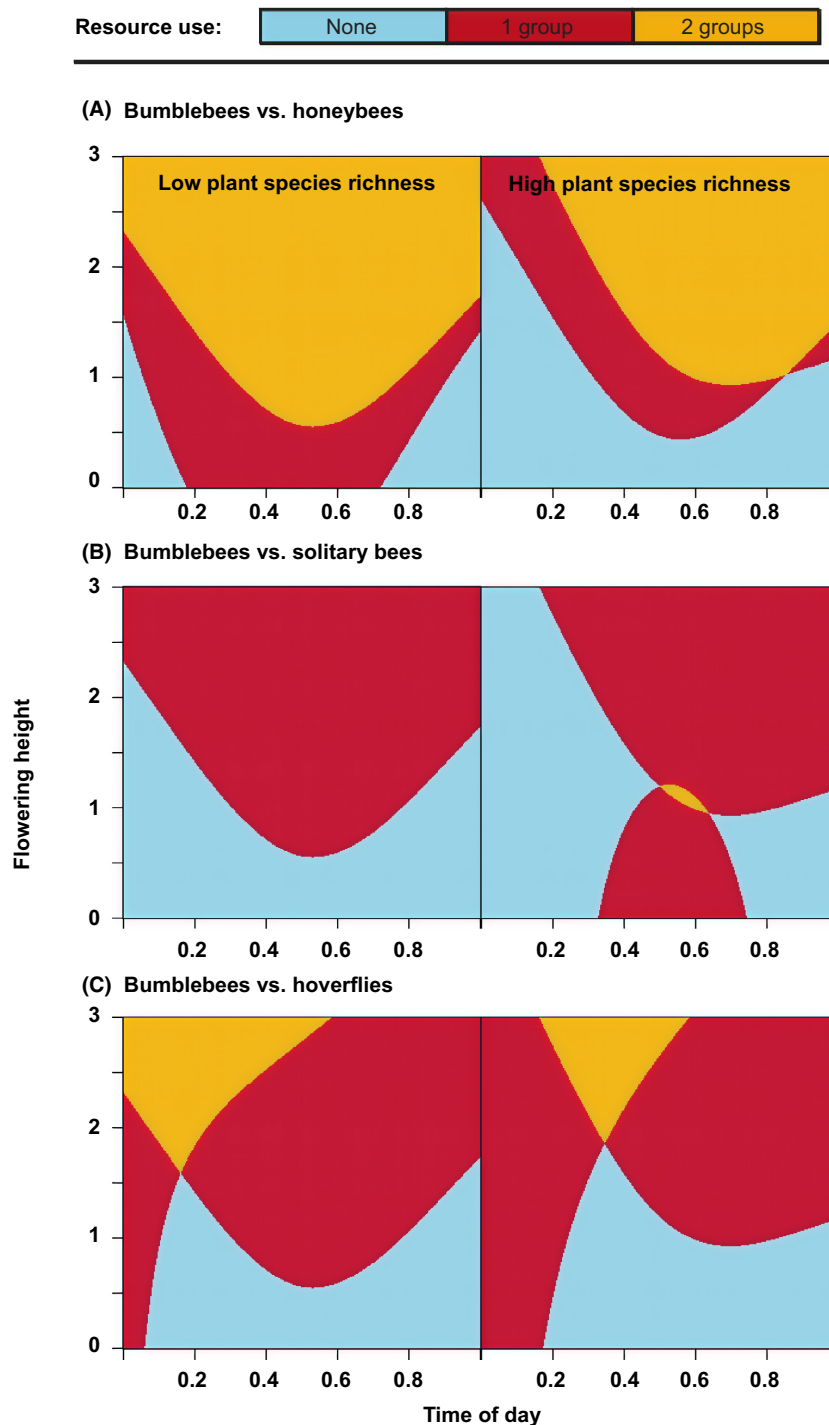 Resource use: None 1 group 2 groups
(A) Bumblebees vs. honeybees
Low plant species richness High plant species richness
3
2
1
0
0.2 0.4 0.6 0.8 0.2 0.4 0.6 0.8
(B) Bumblebees vs. solitary bees
3
2
1
0
0.2 0.4 0.6 0.8 0.2 0.4 0.6 0.8
Flowering height
(C) Bumblebees vs. hoverflies
3
2
1
0
0.2 0.4 0.6 0.8 0.2 0.4 0.6 0.8
Time of day